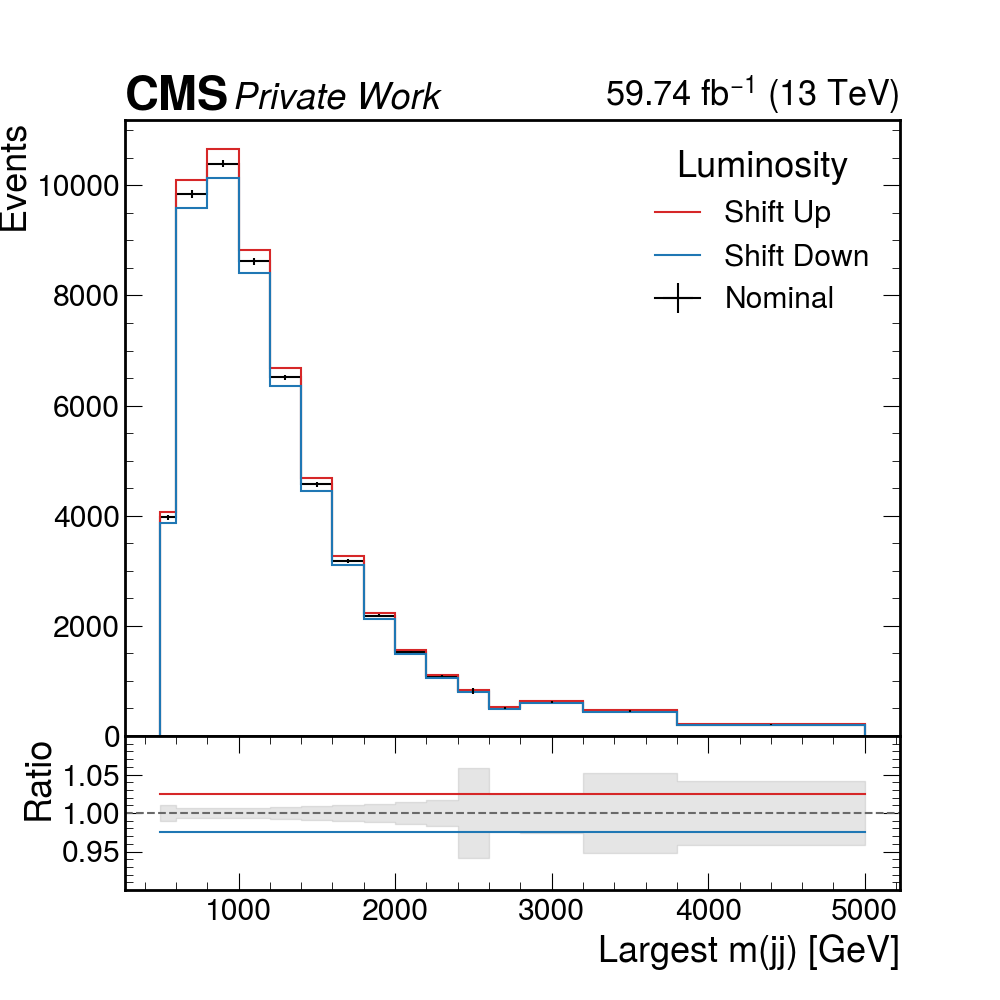 CMS Private Work
59.74 fb⁻¹ (13 TeV)
Events
10000
8000
6000
4000
2000
0
Luminosity
Shift Up
Shift Down
Nominal
Ratio
1.05
1.00
0.95
1000 2000 3000 4000 5000
Largest m(jj) [GeV]